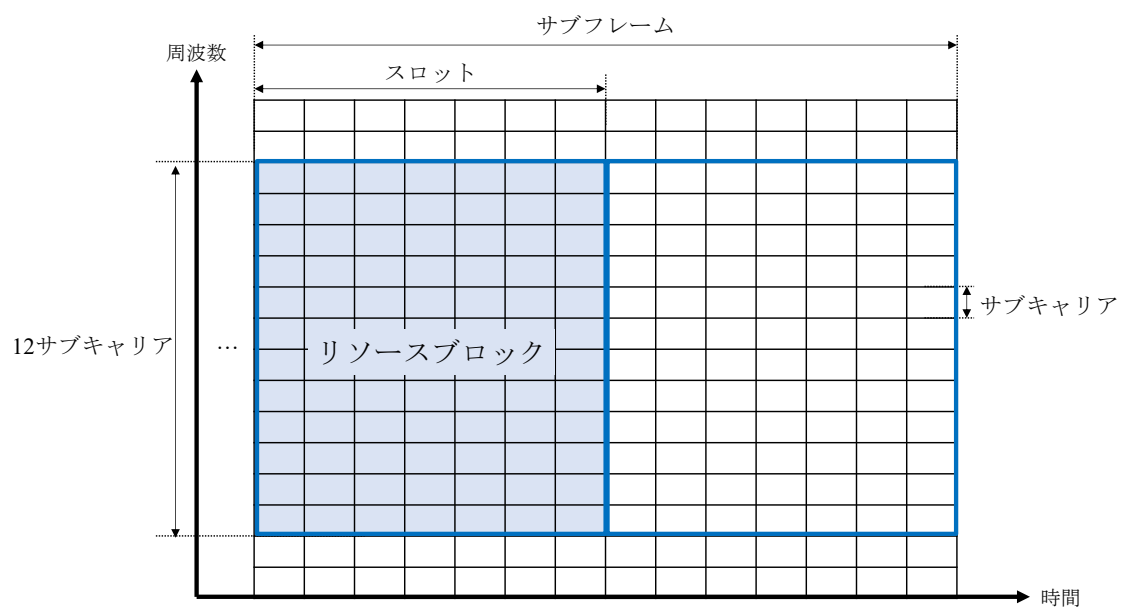 サブフレーム
周波数
スロット
サブキャリア
12サブキャリア
…
リソースブロック
時間